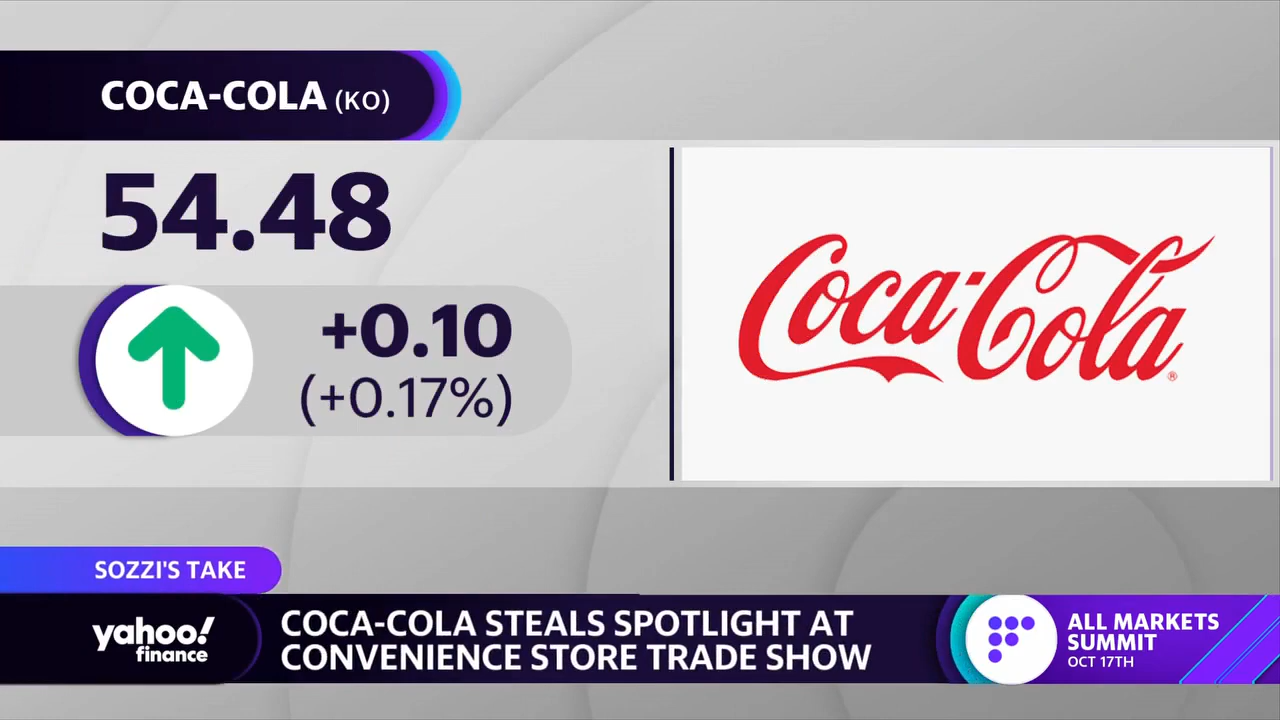 COCA-COLA (KO)
54.48
+0.10
(+0.17%)
Coca-Cola®
SOZZI'S TAKE
yahoo!
finance
COCA-COLA STEALS SPOTLIGHT AT
CONVENIENCE STORE TRADE SHOW
ALL MARKETS
SUMMIT
OCT 17TH